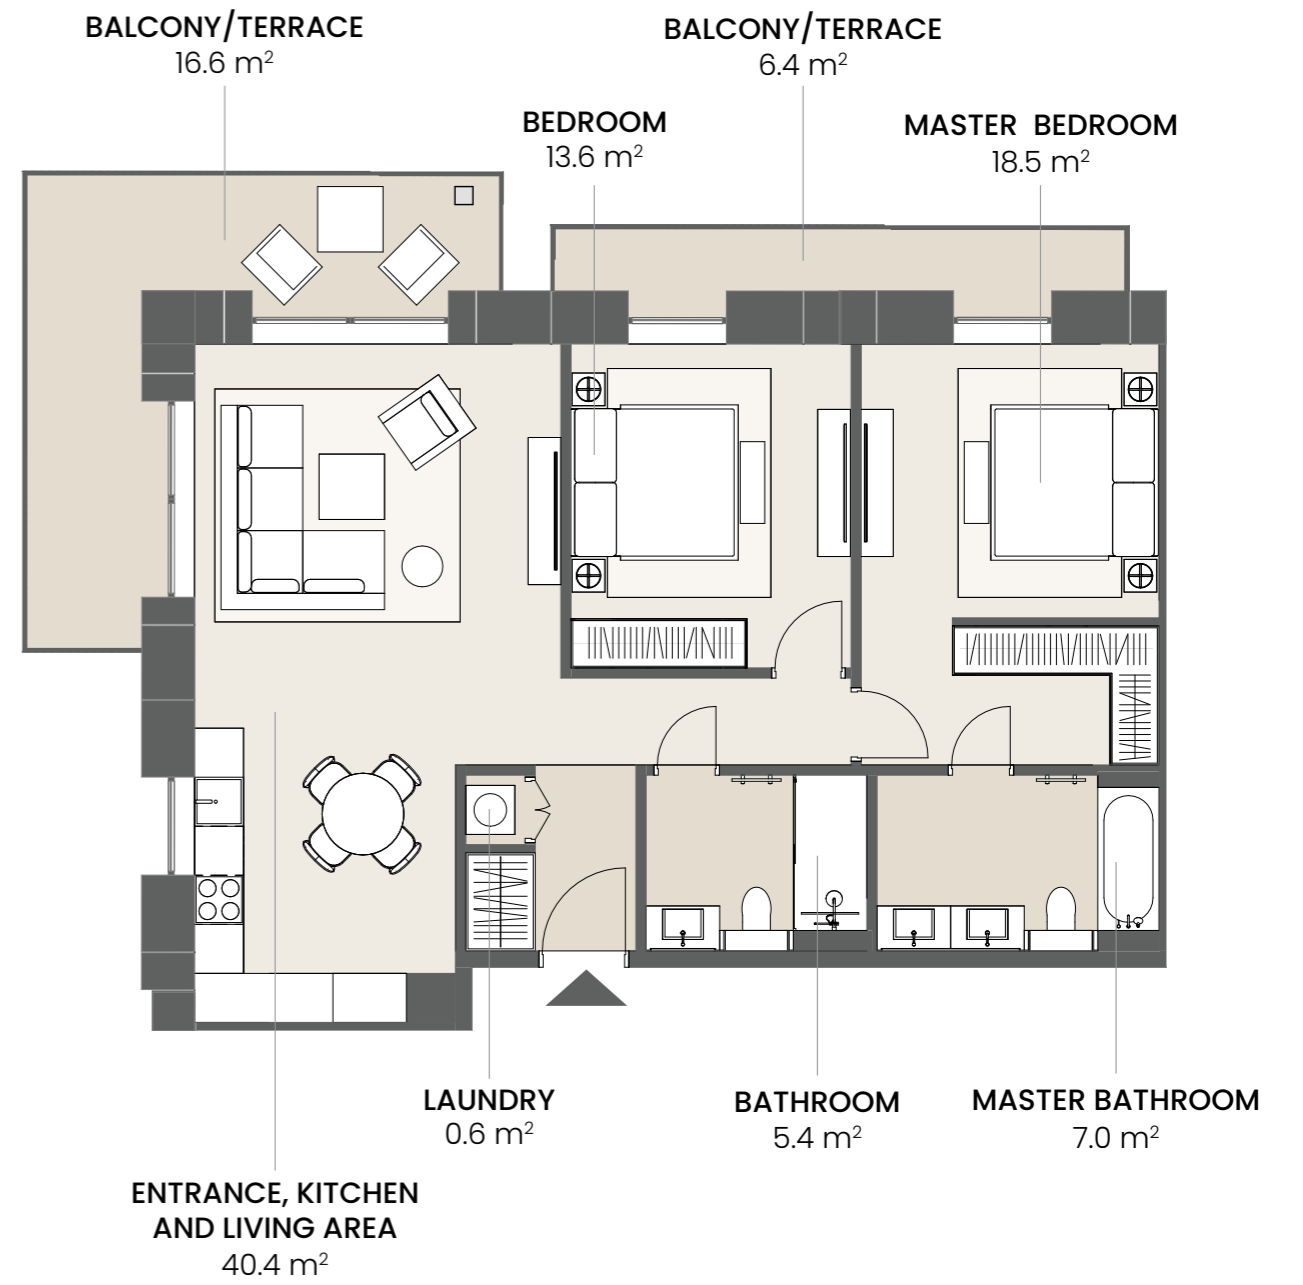 BALCONY/TERRACE
16.6 m²
BALCONY/TERRACE
6.4 m²
BEDROOM
13.6 m²
MASTER BEDROOM
18.5 m²
LAUNDRY
0.6 m²
BATHROOM
5.4 m²
MASTER BATHROOM
7.0 m²
ENTRANCE, KITCHEN
AND LIVING AREA
40.4 m²